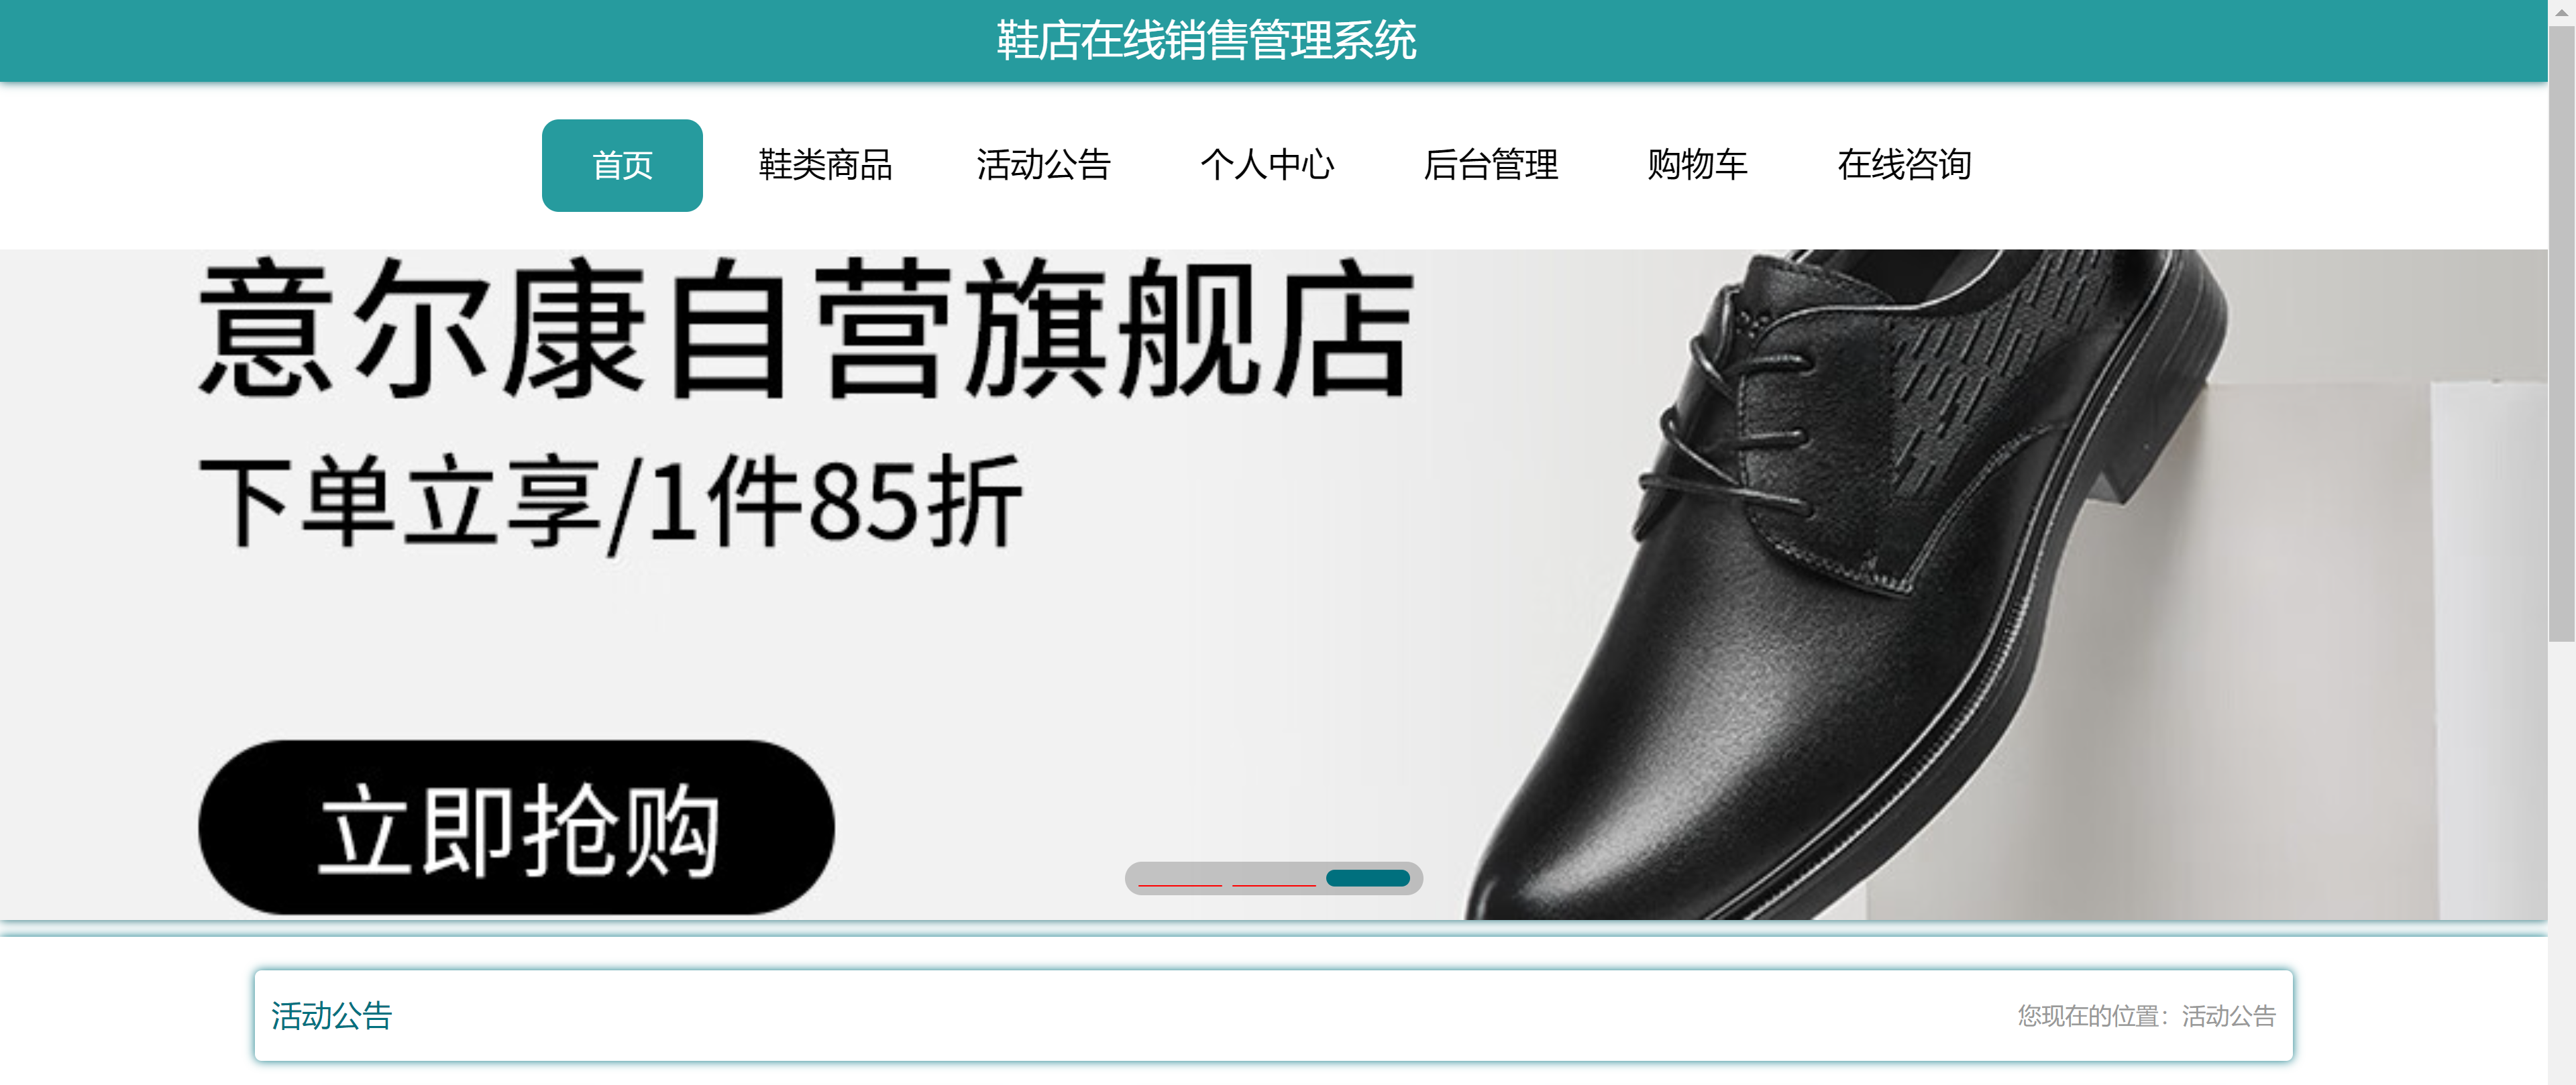 鞋店在线销售管理系统
首页 鞋类商品 活动公告 个人中心 后台管理 购物车 在线咨询
意尔康自营旗舰店
下单立享/1件85折
立即抢购
活动公告 您现在的位置：活动公告